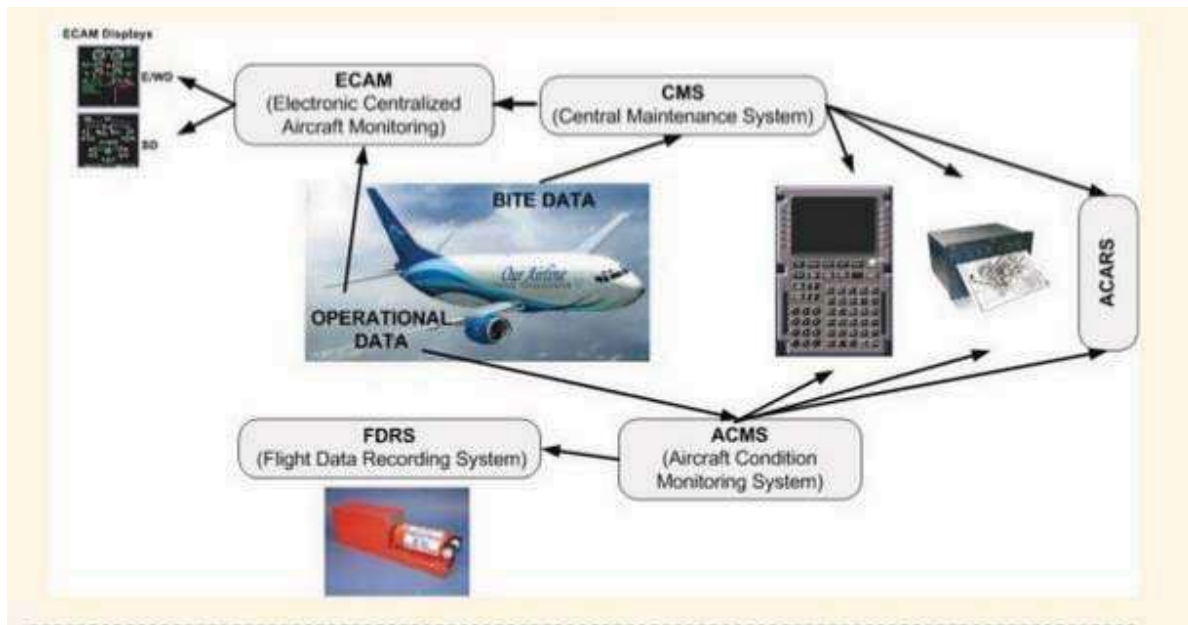 ECAM Displays
E/WD
SD
ECAM
(Electronic Centralized
Aircraft Monitoring)
CMS
(Central Maintenance System)
BITE DATA
Our Airline
OPERATIONAL
DATA
ACARS
FDRS
(Flight Data Recording System)
ACMS
(Aircraft Condition
Monitoring System)